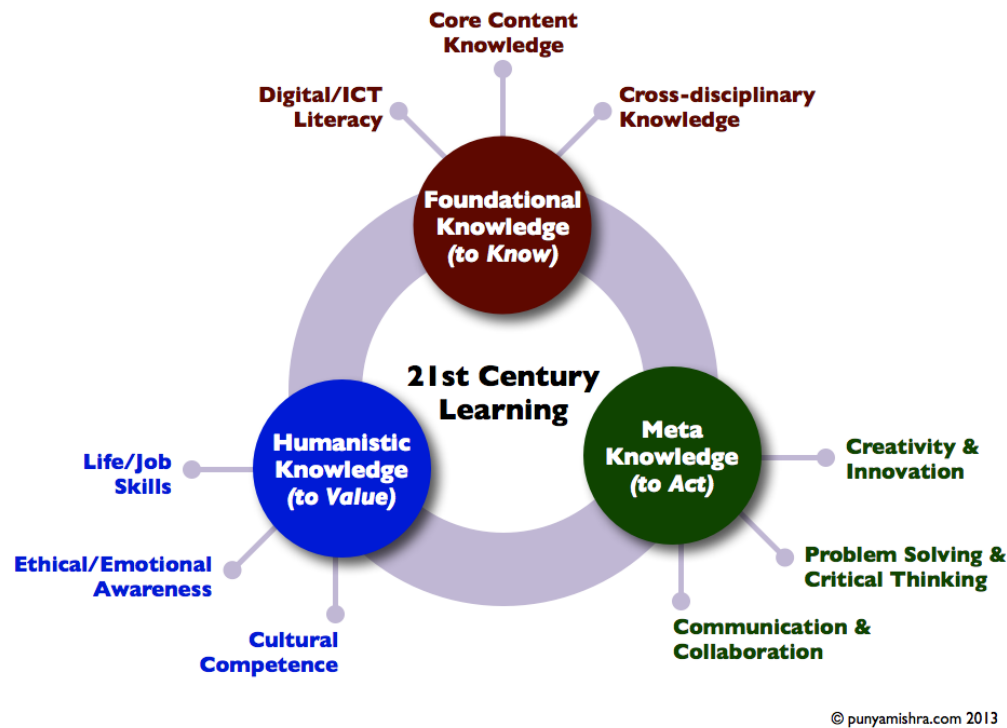 Core Content
Knowledge
Digital/ICT
Literacy
Cross-disciplinary
Knowledge
Foundational
Knowledge
(to Know)
21st Century
Learning
Humanistic
Knowledge
(to Value)
Meta
Knowledge
(to Act)
Life/Job
Skills
Ethical/Emotional
Awareness
Cultural
Competence
Creativity &
Innovation
Problem Solving &
Critical Thinking
Communication &
Collaboration
© punyamishra.com 2013